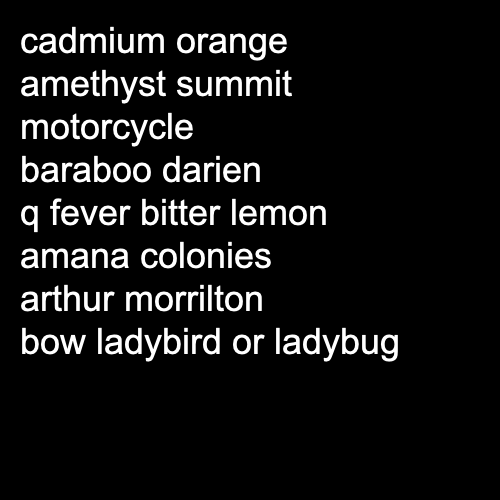 cadmium orange
amethyst summit
motorcycle
baraboo darien
q fever bitter lemon
amana colonies
arthur morrilton
bow ladybird or ladybug